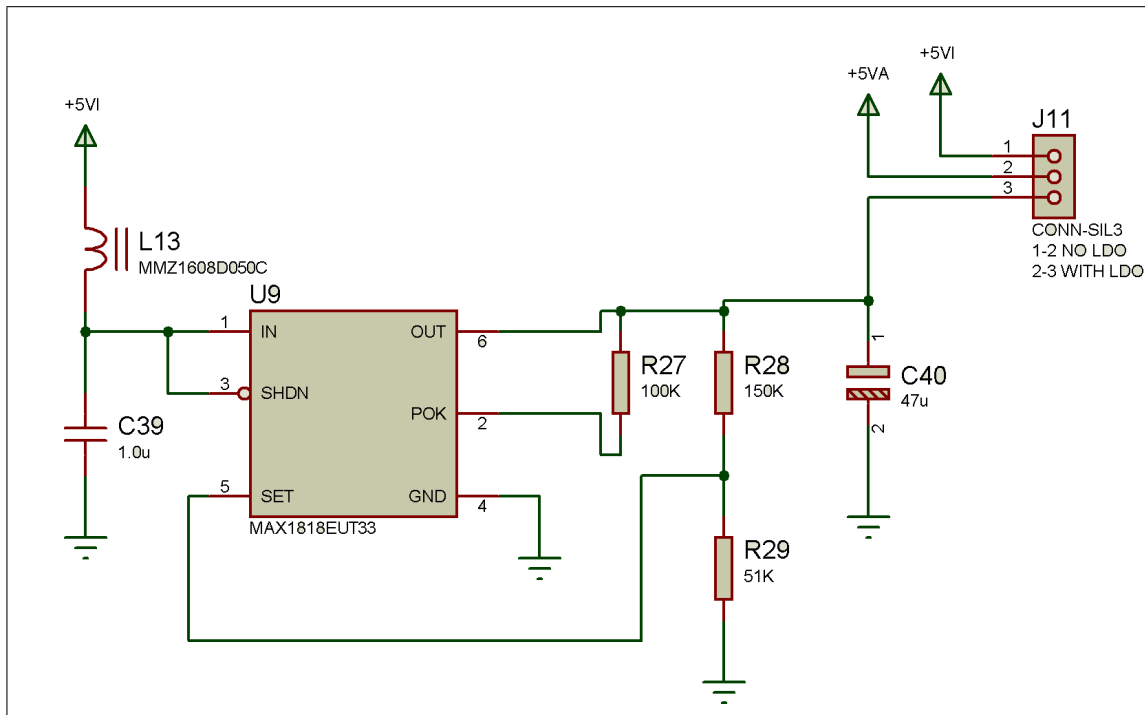 +5VI
+5VA
+5VI
J11
1
2
3
CONN-SIL3
1-2 NO LDO
2-3 WITH LDO
L13
MMZ1608D050C
U9
1
IN
OUT
6
3
SHDN
POK
2
5
SET
GND
4
MAX1818EUT33
C39
1.0u
R27
100K
R28
150K
1
C40
47u
2
R29
51K